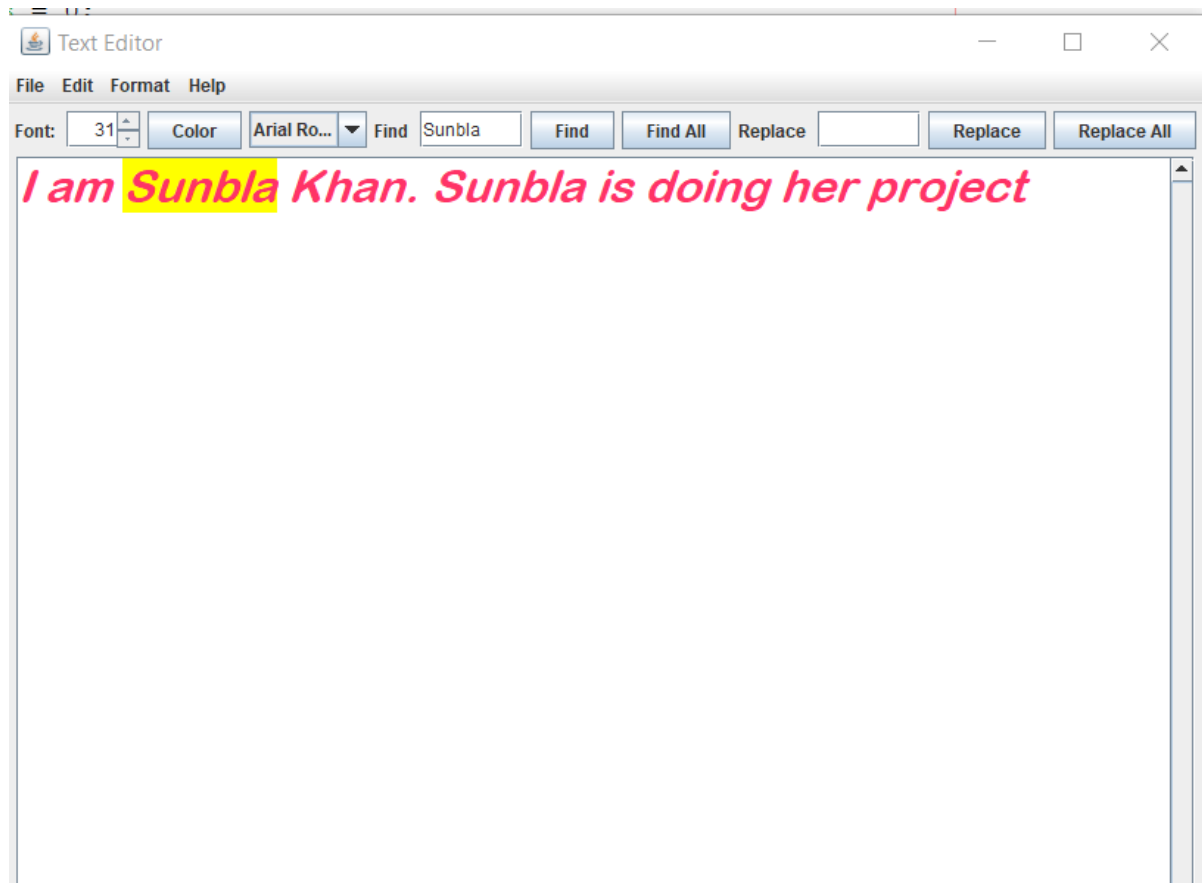 Text Editor
File Edit Format Help
Font: 31 Color Arial Ro... Find Sunbla Find Find All Replace Replace Replace All
I am Sunbla Khan. Sunbla is doing her project